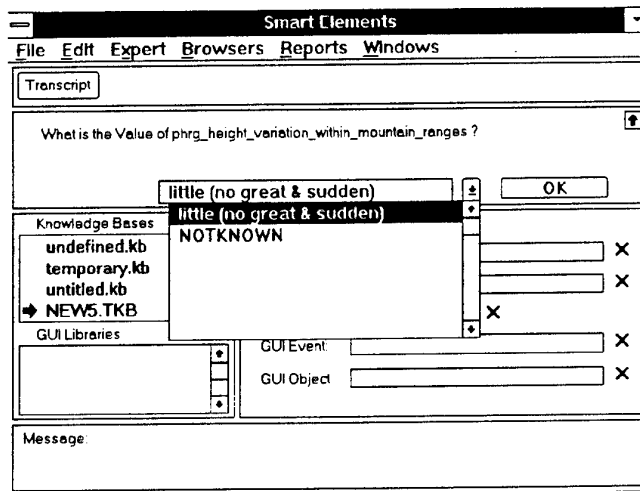 Smart Elements
File Edit Expert Browsers Reports Windows
Transcript
What is the Value of phrg_height_variation_within_mountain_ranges ?
little (no great & sudden)
OK
little (no great & sudden)
NOTKNOWN
Knowledge Bases
undefined.kb
temporary.kb
untitled.kb
NEW5.TKB
GUI Libraries
GUI Event:
GUI Object
Message: